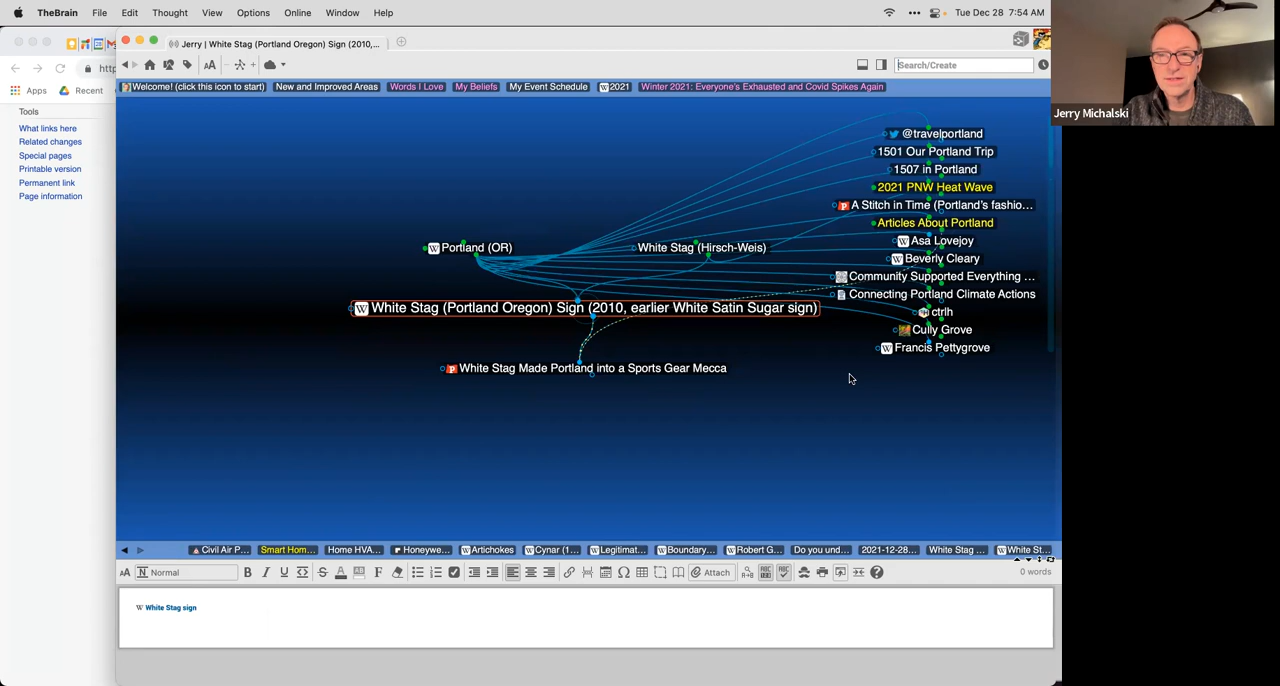 TheBrain File Edit Thought View Options Online Window Help Tue Dec 28 7:54 AM
Jerry | White Stag (Portland Oregon) Sign (2010,...
http
Search/Create
Apps Recent
Welcome! (click this icon to start) New and Improved Areas Words I Love My Beliefs My Event Schedule 2021 Winter 2021: Everyone's Exhausted and Covid Spikes Again
Tools
What links here
Related changes
Special pages
Printable version
Permanent link
Page information
Jerry Michalski
@travelportland
1501 Our Portland Trip
1507 in Portland
2021 PNW Heat Wave
A Stitch in Time (Portland's fashio...
Articles About Portland
Asa Lovejoy
Portland (OR) White Stag (Hirsch-Weis)
Beverly Cleary
Community Supported Everything ...
Connecting Portland Climate Actions
White Stag (Portland Oregon) Sign (2010, earlier White Satin Sugar sign)
ctrlh
Cully Grove
Francis Pettygrove
White Stag Made Portland into a Sports Gear Mecca
Civil Air P... Smart Hom... Home HVA... Honeywe... Artichokes Cynar (1... Legitimat... Boundary... Robert G... Do you und... 2021-12-28... White Stag ... White St...
Normal Attach 0 words
White Stag sign